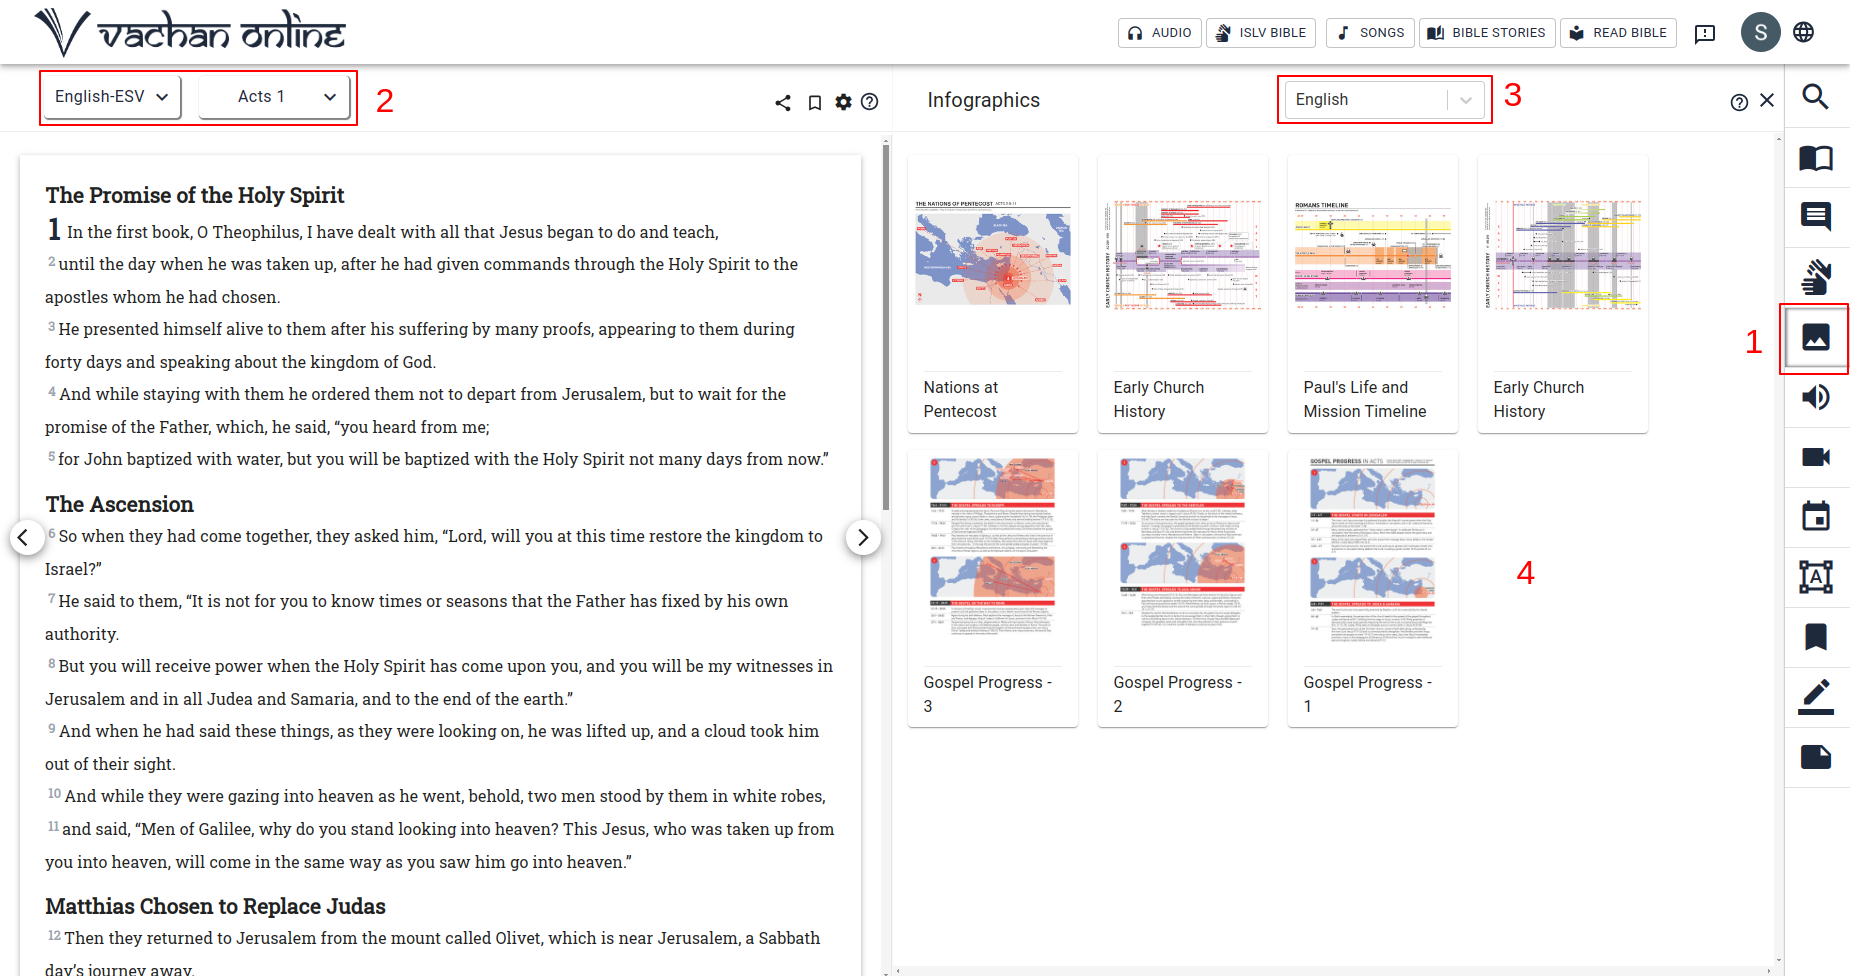 vachan online
AUDIO
ISLV BIBLE
SONGS
BIBLE STORIES
READ BIBLE
S
English-ESV
Acts 1
2
Infographics
English
3
The Promise of the Holy Spirit
1 In the first book, O Theophilus, I have dealt with all that Jesus began to do and teach,
2 until the day when he was taken up, after he had given commands through the Holy Spirit to the
apostles whom he had chosen.
3 He presented himself alive to them after his suffering by many proofs, appearing to them during
forty days and speaking about the kingdom of God.
4 And while staying with them he ordered them not to depart from Jerusalem, but to wait for the
promise of the Father, which, he said, “you heard from me;
5 for John baptized with water, but you will be baptized with the Holy Spirit not many days from now.”
The Ascension
6 So when they had come together, they asked him, “Lord, will you at this time restore the kingdom to
Israel?”
7 He said to them, “It is not for you to know times or seasons that the Father has fixed by his own
authority.
8 But you will receive power when the Holy Spirit has come upon you, and you will be my witnesses in
Jerusalem and in all Judea and Samaria, and to the end of the earth.”
9 And when he had said these things, as they were looking on, he was lifted up, and a cloud took him
out of their sight.
10 And while they were gazing into heaven as he went, behold, two men stood by them in white robes,
11 and said, “Men of Galilee, why do you stand looking into heaven? This Jesus, who was taken up from
you into heaven, will come in the same way as you saw him go into heaven.”
Matthias Chosen to Replace Judas
12 Then they returned to Jerusalem from the mount called Olivet, which is near Jerusalem, a Sabbath
day’s journey away.
THE NATIONS OF PENTECOST ACTS 2:8-11
Nations at
Pentecost
EARLY CHURCH HISTORY
Early Church
History
ROMANS TIMELINE
Paul's Life and
Mission Timeline
EARLY CHURCH HISTORY
Early Church
History
Gospel Progress -
3
Gospel Progress -
2
GOSPEL PROGRESS IN ACTS
Gospel Progress -
1
4
1
A